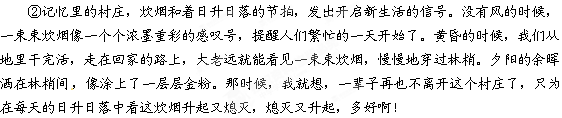 ②记忆里的村庄，炊烟和着日升日落的节拍，发出开启新生活的信号。没有风的时候，
一束束炊烟像一个个浓墨重彩的感叹号，提醒人们繁忙的一天开始了。黄昏的时候，我们从
地里干完活，走在回家的路上，大老远就能看见一束束炊烟，慢慢地穿过林梢。夕阳的余晖
洒在林梢间，像涂上了一层层金粉。那时候，我就想，一辈子再也不离开这个村庄了，只为
在每天的日升日落中看这炊烟升起又熄灭，熄灭又升起，多好啊！